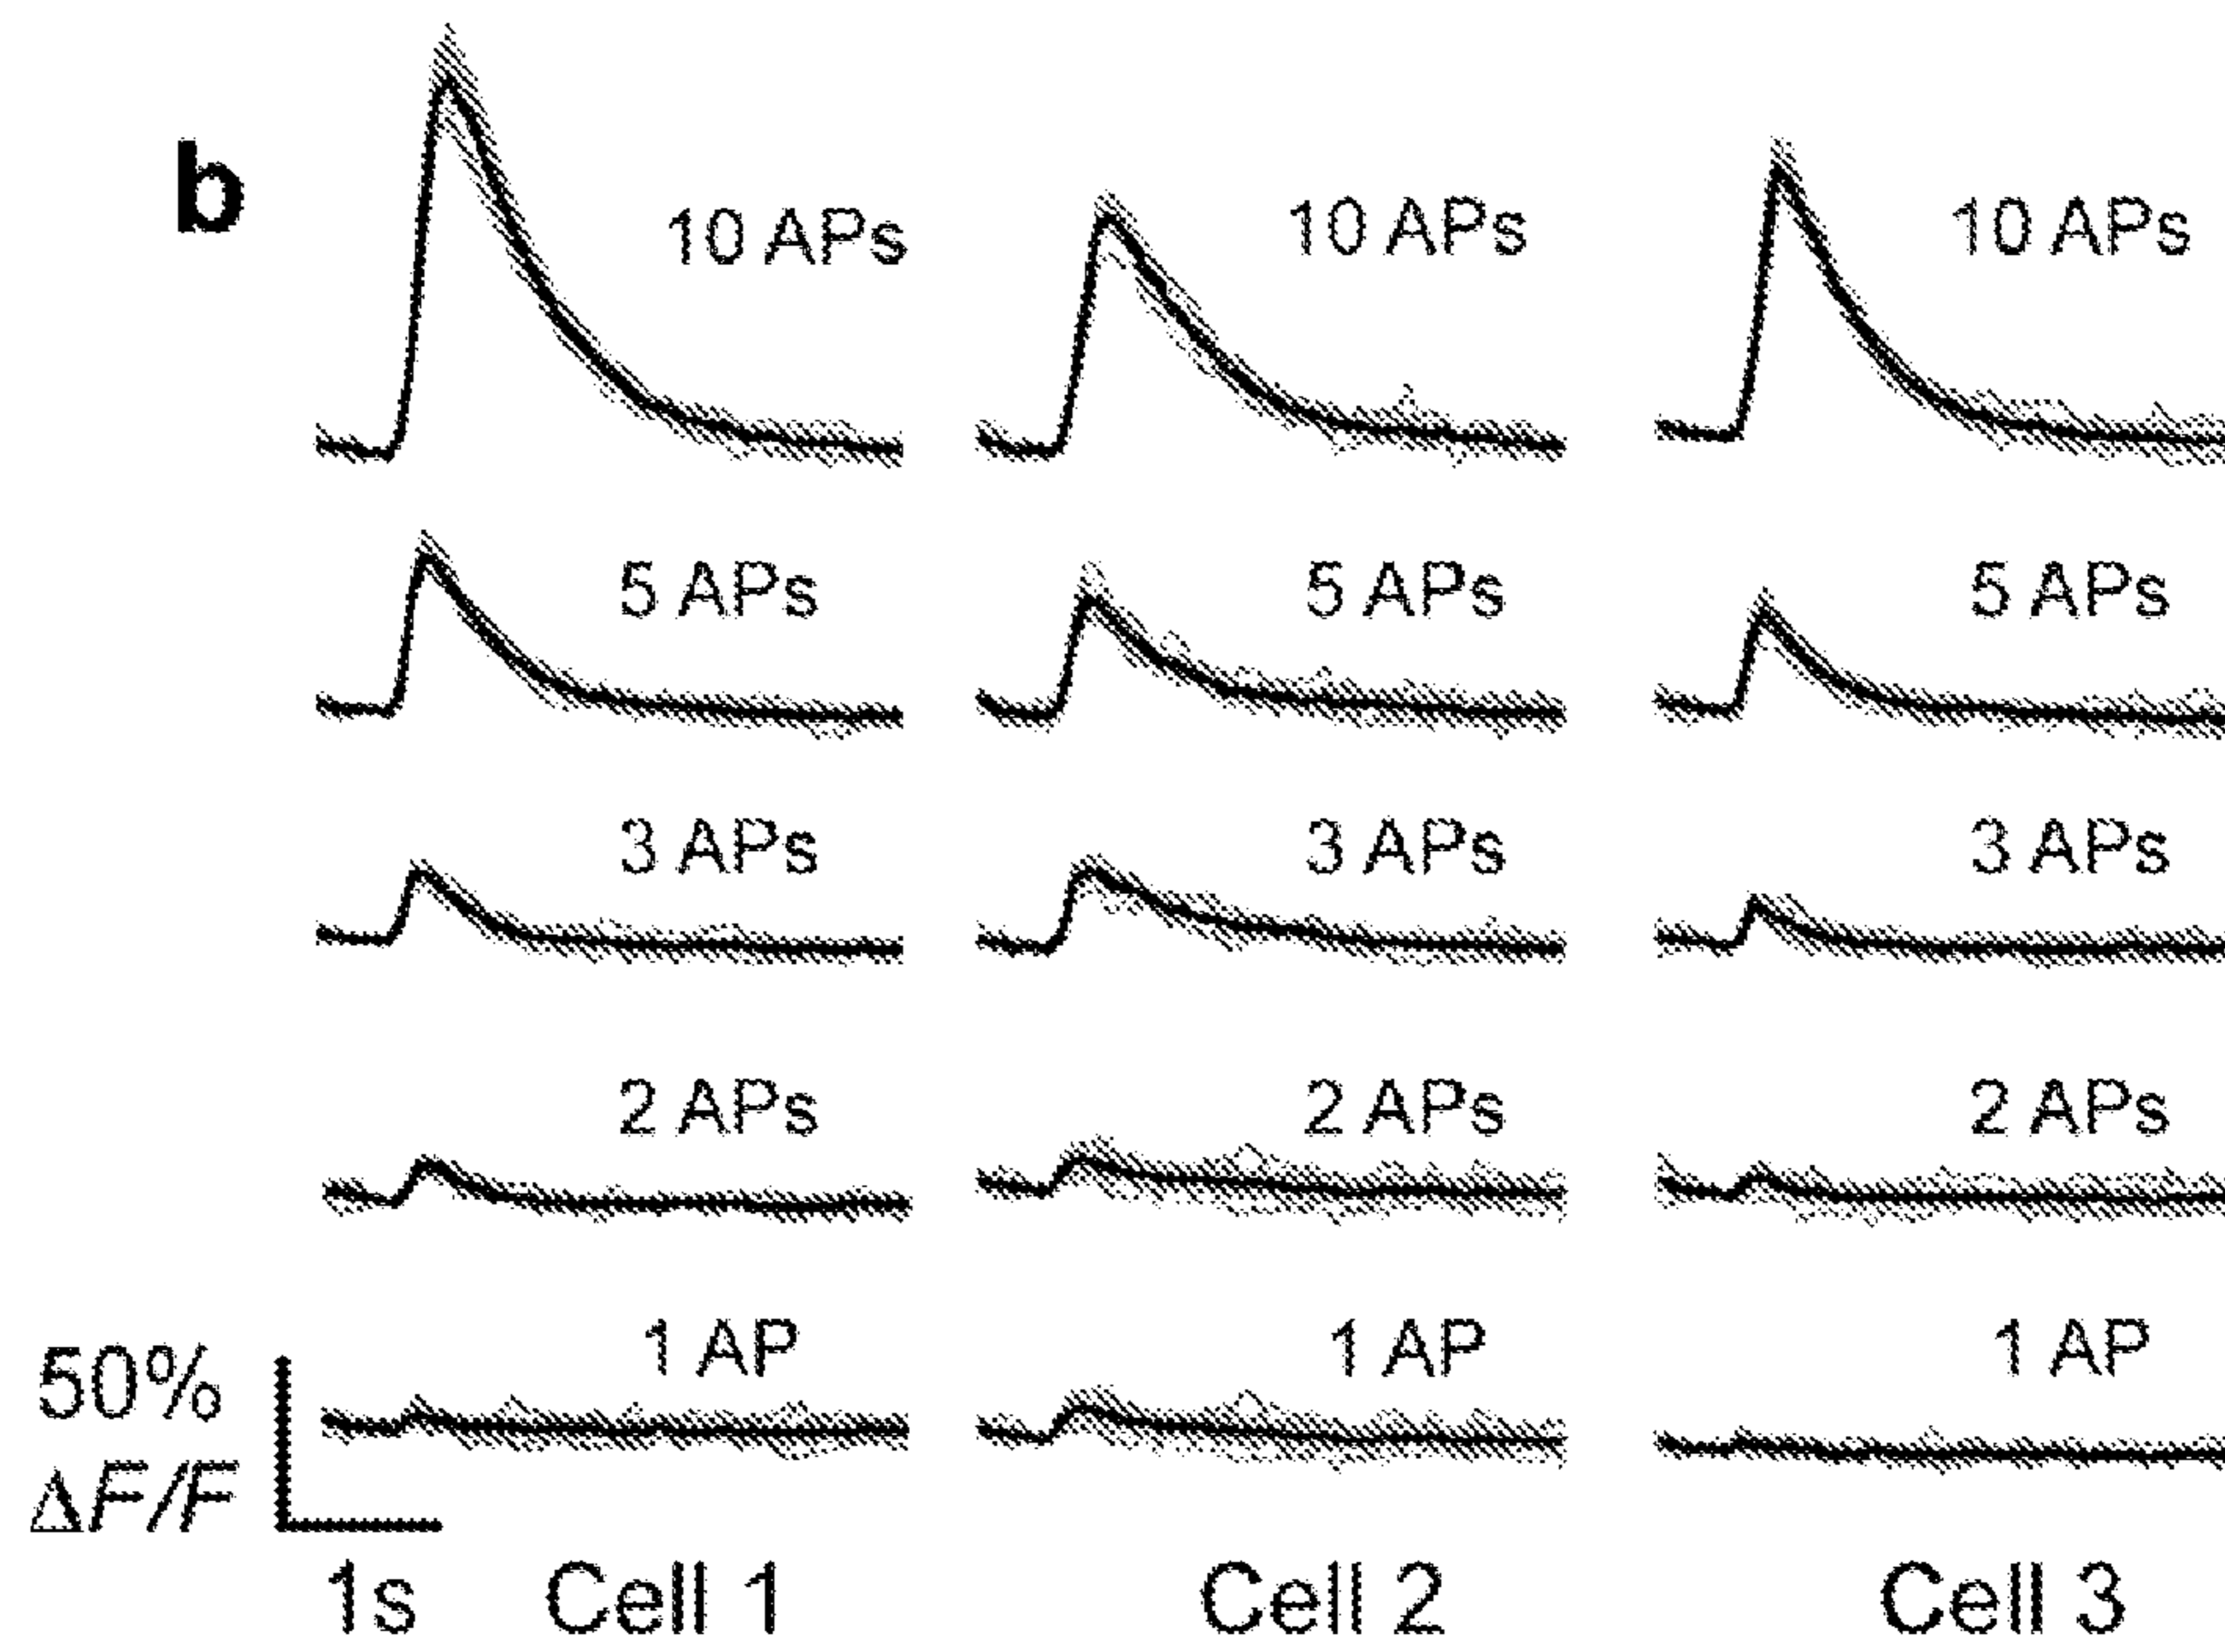 b
10 APs 10 APs 10 APs
5 APs 5 APs 5 APs
3 APs 3 APs 3 APs
2 APs 2 APs 2 APs
1 AP 1 AP 1 AP
50%
ΔF/F
1s Cell 1 Cell 2 Cell 3